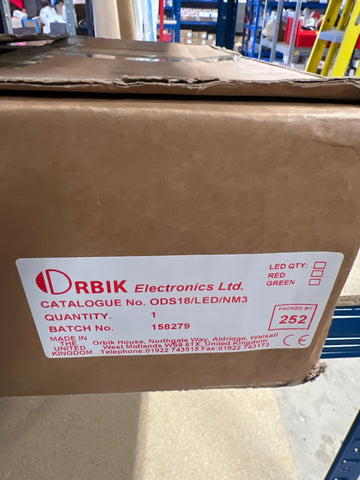 ORBIK Electronics Ltd.
LED QTY:
RED
GREEN
CATALOGUE No. ODS18/LED/NM3
QUANTITY. 1
BATCH No. 158279
PACKED BY
252
MADE IN
THE
UNITED
KINGDOM
Orbik House, Northgate Way, Aldridge, Walsall
West Midlands WS9 8TX, United Kingdom
Telephone:01922 743515 Fax:01922 743173
CE